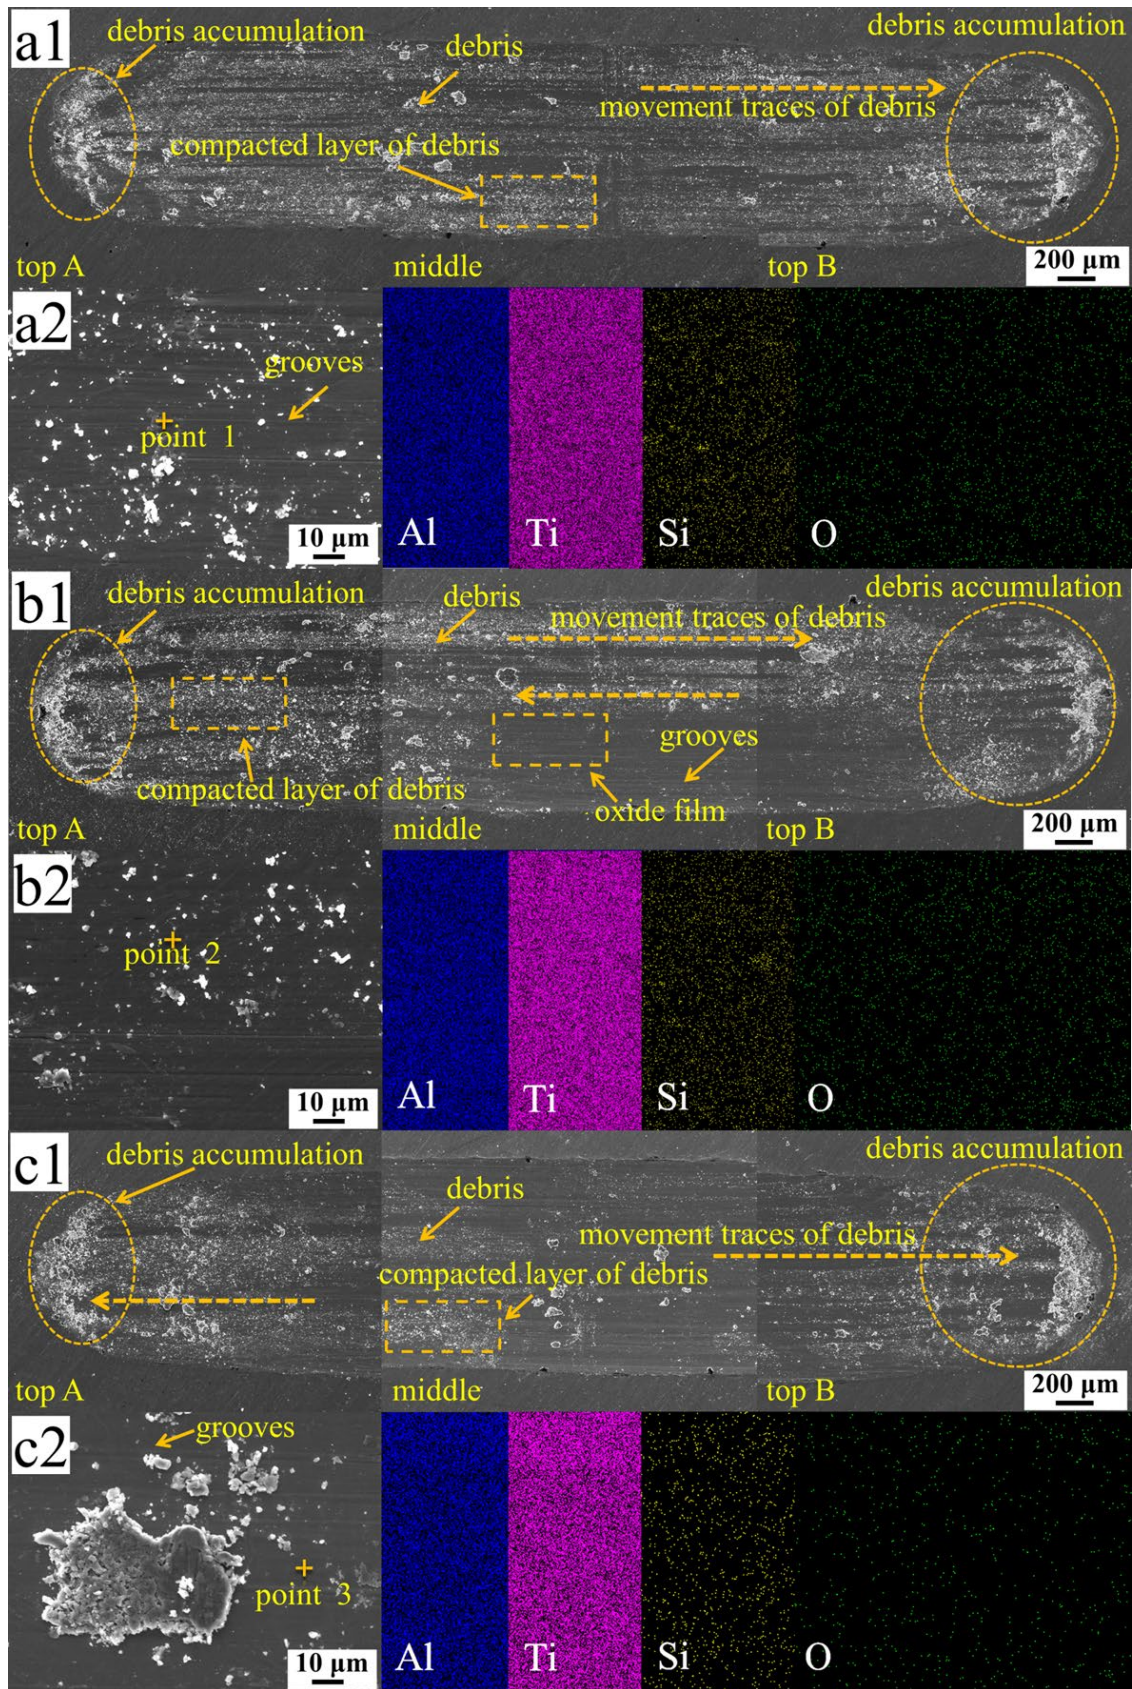 a1
debris accumulation
debris
debris accumulation
movement traces of debris
compacted layer of debris
top A
middle
top B
200 μm
a2
grooves
point 1
10 μm
Al
Ti
Si
O
b1
debris accumulation
debris
movement traces of debris
debris accumulation
grooves
compacted layer of debris
oxide film
top A
middle
top B
200 μm
b2
point 2
10 μm
Al
Ti
Si
O
c1
debris accumulation
debris
debris accumulation
movement traces of debris
compacted layer of debris
top A
middle
top B
200 μm
c2
grooves
point 3
10 μm
Al
Ti
Si
O